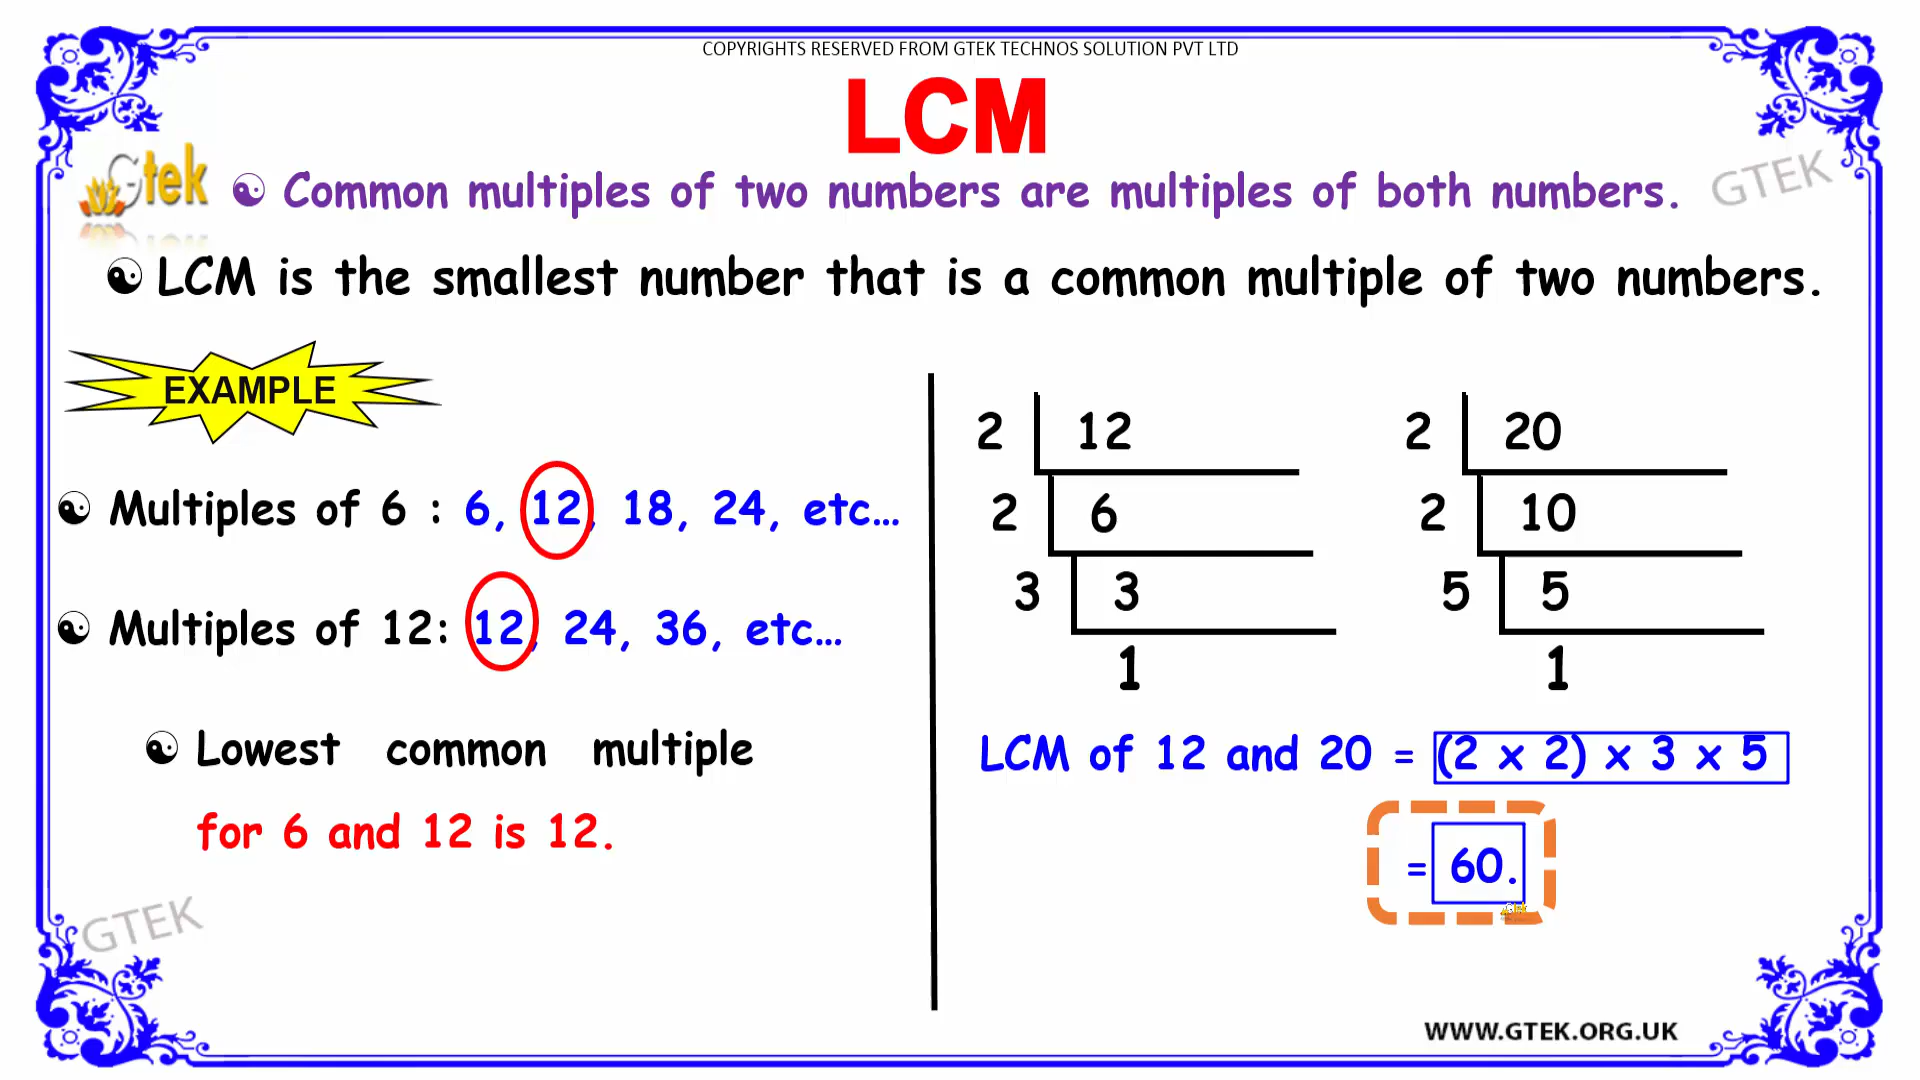 COPYRIGHTS RESERVED FROM GTEK TECHNOS SOLUTION PVT LTD
LCM
Gtek
GTEK
☯ Common multiples of two numbers are multiples of both numbers.
☯ LCM is the smallest number that is a common multiple of two numbers.
EXAMPLE
☯ Multiples of 6 : 6, 12, 18, 24, etc...
☯ Multiples of 12: 12, 24, 36, etc...
☯ Lowest common multiple
for 6 and 12 is 12.
2 12
2 6
3 3
1
2 20
2 10
5 5
1
LCM of 12 and 20 = (2 x 2) x 3 x 5
= 60.
Gtek
GTEK
WWW.GTEK.ORG.UK